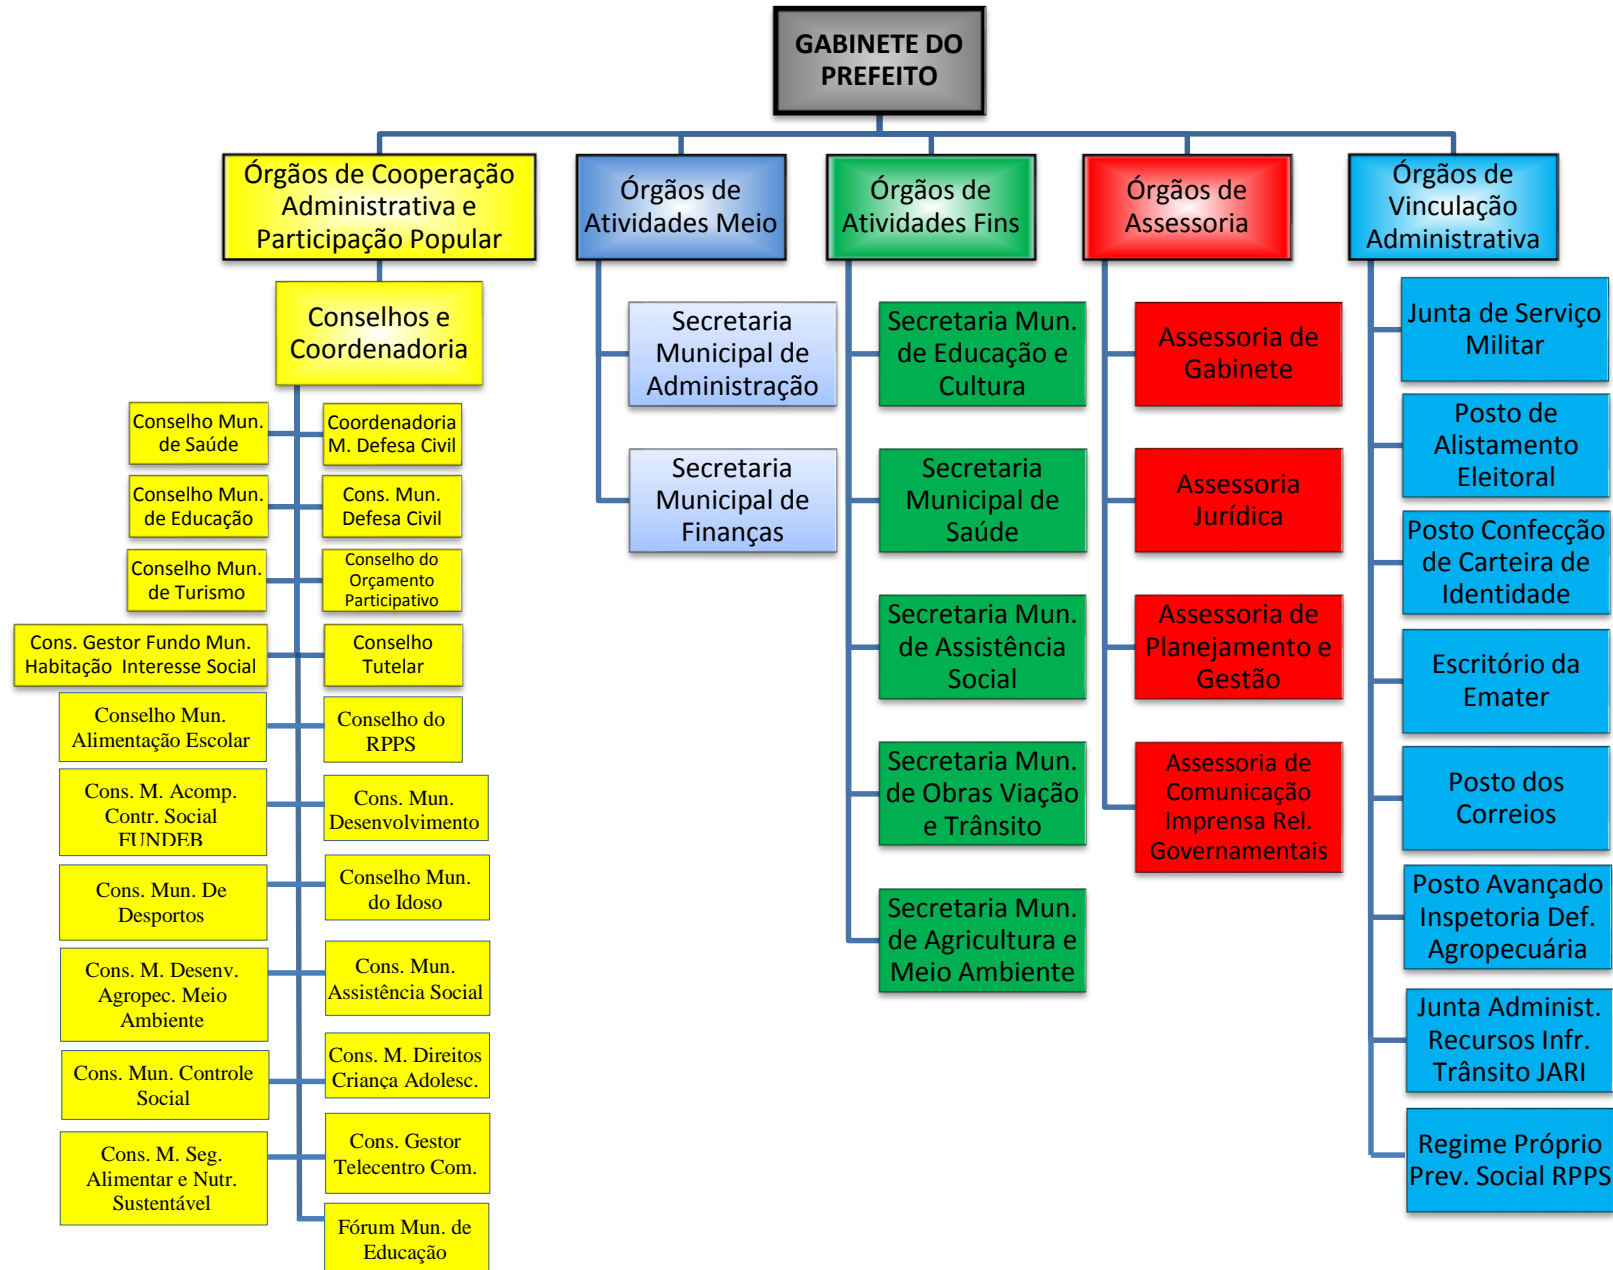 GABINETE DO
PREFEITO
Órgãos de Cooperação
Administrativa e
Participação Popular
Órgãos de
Atividades Meio
Órgãos de
Atividades Fins
Órgãos de
Assessoria
Órgãos de
Vinculação
Administrativa
Conselhos e
Coordenadoria
Conselho Mun.
de Saúde
Coordenadoria
M. Defesa Civil
Conselho Mun.
de Educação
Cons. Mun.
Defesa Civil
Conselho Mun.
de Turismo
Conselho do
Orçamento
Participativo
Cons. Gestor Fundo Mun.
Habitação Interesse Social
Conselho
Tutelar
Conselho Mun.
Alimentação Escolar
Conselho do
RPPS
Cons. M. Acomp.
Contr. Social
FUNDEB
Cons. Mun.
Desenvolvimento
Cons. Mun. De
Desportos
Conselho Mun.
do Idoso
Cons. M. Desenv.
Agropec. Meio
Ambiente
Cons. Mun.
Assistência Social
Cons. Mun. Controle
Social
Cons. M. Direitos
Criança Adolesc.
Cons. M. Seg.
Alimentar e Nutr.
Sustentável
Cons. Gestor
Telecentro Com.
Fórum Mun. de
Educação
Secretaria
Municipal de
Administração
Secretaria
Municipal de
Finanças
Secretaria Mun.
de Educação e
Cultura
Secretaria
Municipal de
Saúde
Secretaria Mun.
de Assistência
Social
Secretaria Mun.
de Obras Viação
e Trânsito
Secretaria Mun.
de Agricultura e
Meio Ambiente
Assessoria de
Gabinete
Assessoria
Jurídica
Assessoria de
Planejamento e
Gestão
Assessoria de
Comunicação
Imprensa Rel.
Governamentais
Junta de Serviço
Militar
Posto de
Alistamento
Eleitoral
Posto Confecção
de Carteira de
Identidade
Escritório da
Emater
Posto dos
Correios
Posto Avançado
Inspetoria Def.
Agropecuária
Junta Administ.
Recursos Infr.
Trânsito JARI
Regime Próprio
Prev. Social RPPS